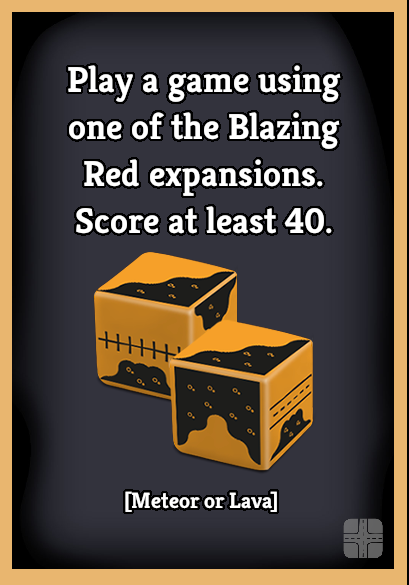 Play a game using
one of the Blazing
Red expansions.
Score at least 40.
[Meteor or Lava]